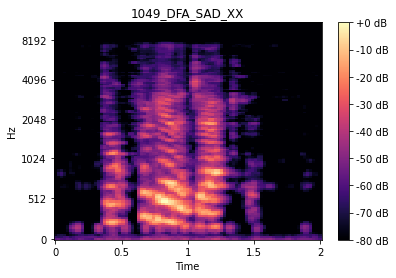 1049_DFA_SAD_XX
+0 dB
8192
-10 dB
4096
-20 dB
-30 dB
Hz
2048
-40 dB
1024
-50 dB
512
-60 dB
-70 dB
0
-80 dB
0
0.5
1
1.5
2
Time